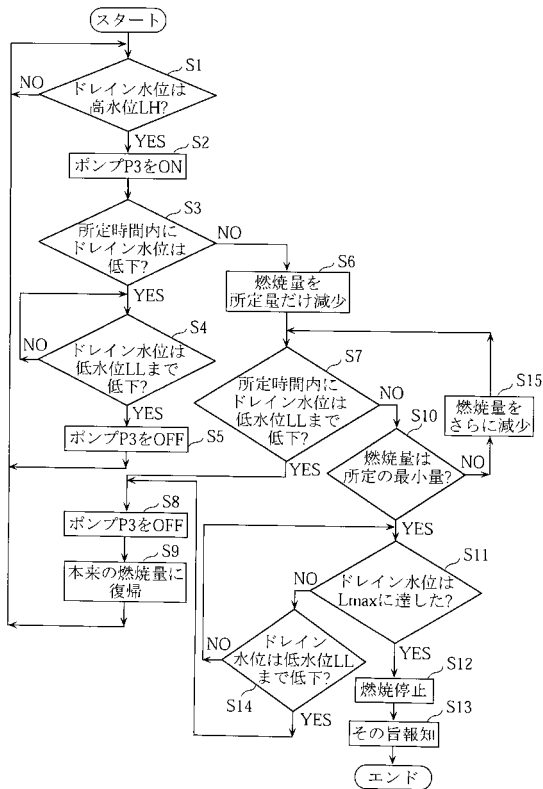 スタート
S1
ドレイン水位は
高水位LH?
NO
YES
S2
ポンプP3をON
S3
所定時間内に
ドレイン水位は
低下?
NO
YES
S6
燃焼量を
所定量だけ減少
S4
ドレイン水位は
低水位LLまで
低下?
NO
YES
S5
ポンプP3をOFF
S7
所定時間内に
ドレイン水位は
低水位LLまで
低下?
NO
YES
S15
燃焼量を
さらに減少
S10
燃焼量は
所定の最小量?
NO
YES
S8
ポンプP3をOFF
S9
本来の燃焼量に
復帰
S11
ドレイン水位は
Lmaxに達した?
NO
YES
ドレイン
水位は低水位LL
まで低下?
NO
S14
YES
S12
燃焼停止
S13
その旨報知
エンド